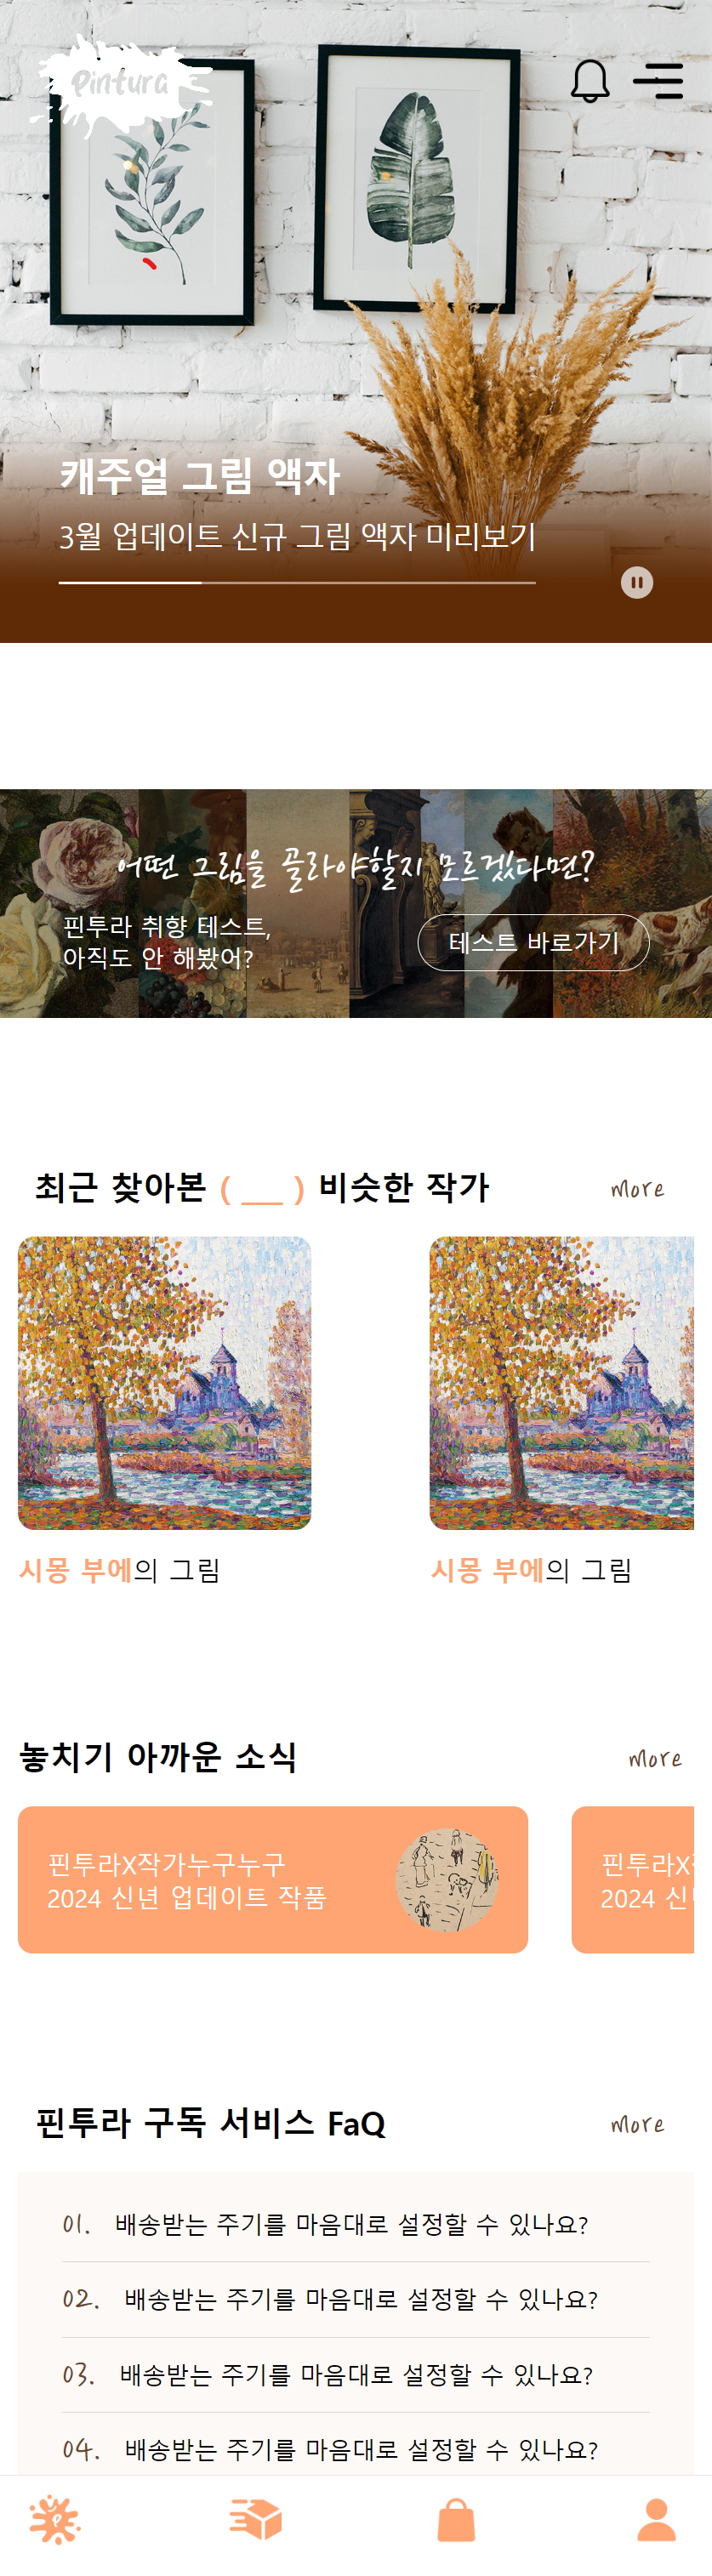 Pintura
캐주얼 그림 액자
3월 업데이트 신규 그림 액자 미리보기
어떤 그림을 골라야할지 모르겠다면?
핀투라 취향 테스트,
아직도 안 해봤어?
테스트 바로가기
최근 찾아본 ( __ ) 비슷한 작가
more
시몽 부에의 그림
시몽 부에의 그림
놓치기 아까운 소식
more
핀투라X작가누구누구
2024 신년 업데이트 작품
핀투라X
2024 신
핀투라 구독 서비스 FaQ
more
01. 배송받는 주기를 마음대로 설정할 수 있나요?
02. 배송받는 주기를 마음대로 설정할 수 있나요?
03. 배송받는 주기를 마음대로 설정할 수 있나요?
04. 배송받는 주기를 마음대로 설정할 수 있나요?